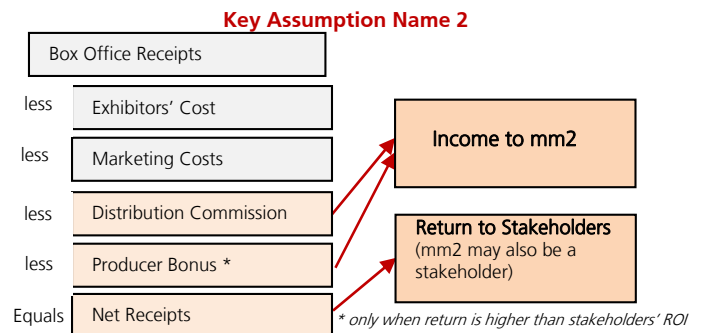 Key Assumption Name 2
Box Office Receipts
less Exhibitors' Cost
less Marketing Costs
less Distribution Commission
less Producer Bonus *
Equals Net Receipts
Income to mm2
Return to Stakeholders
(mm2 may also be a
stakeholder)
* only when return is higher than stakeholders' ROI